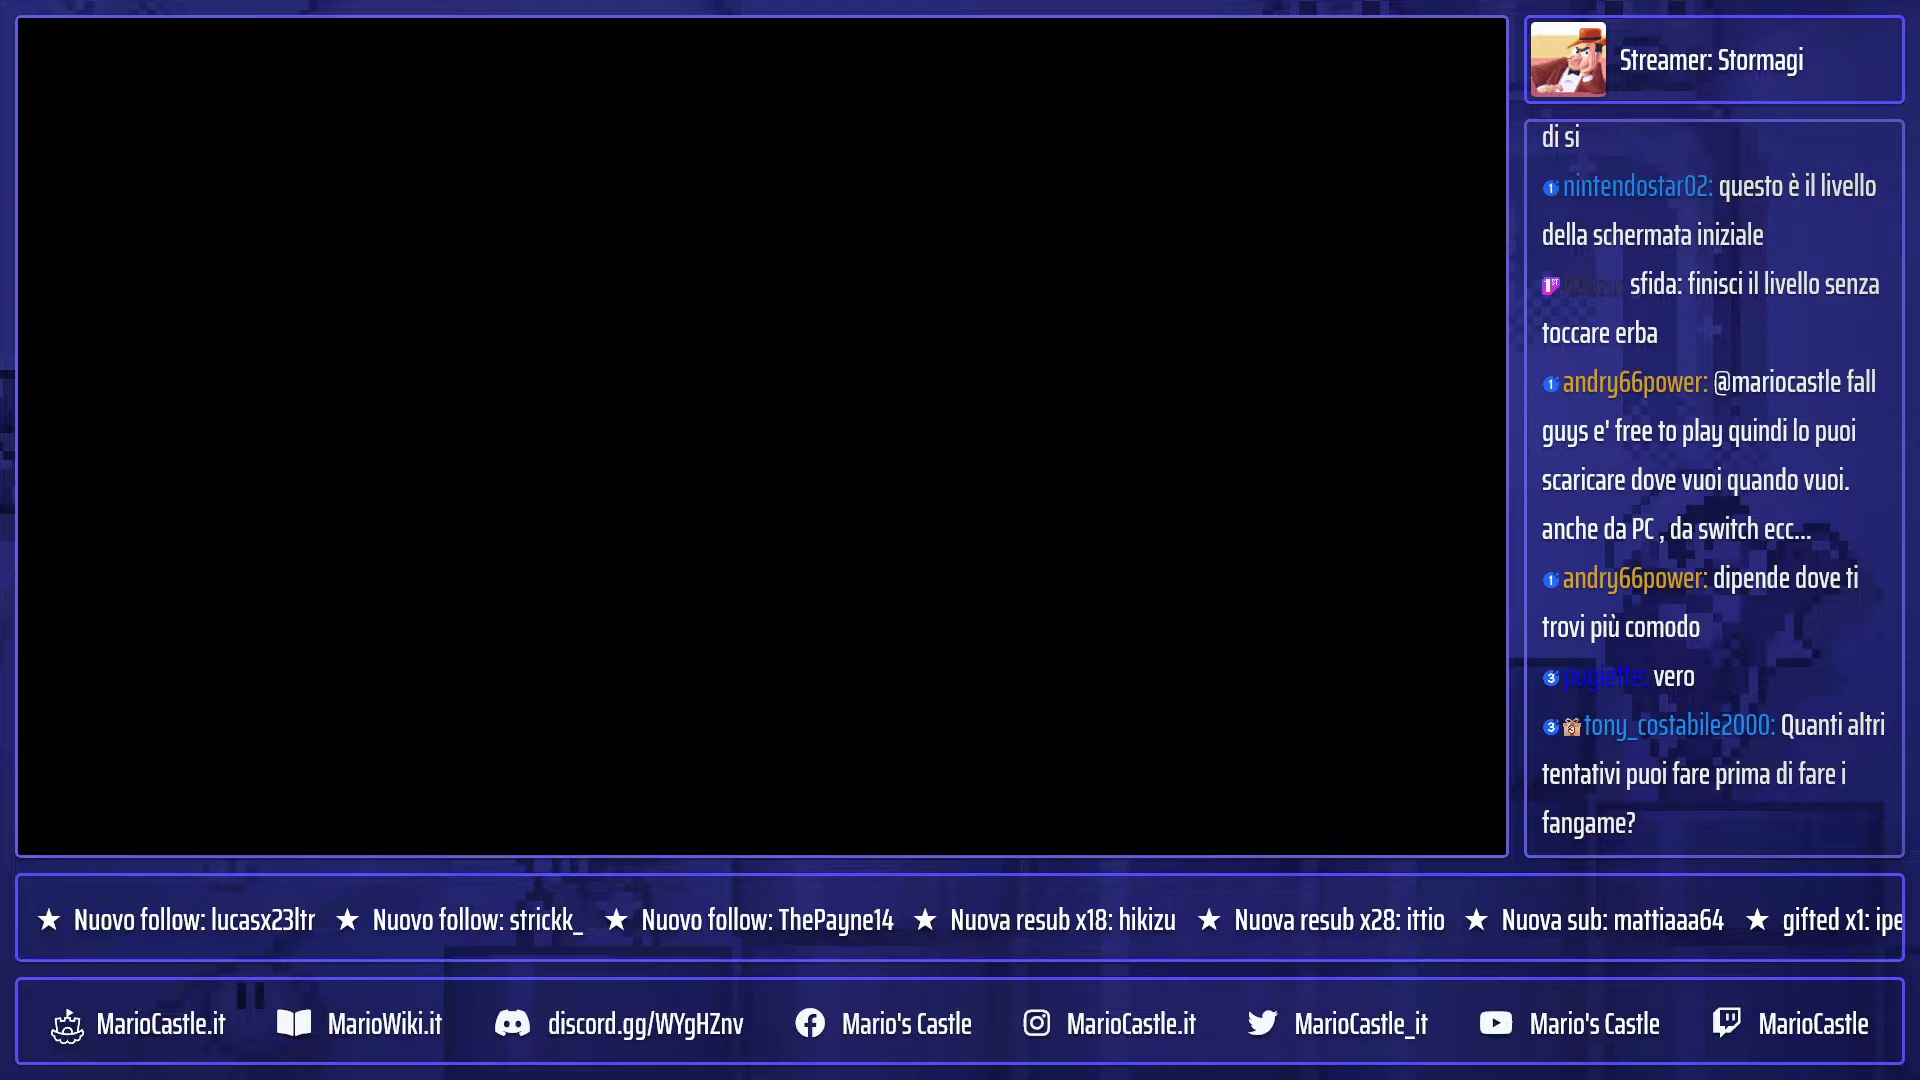 Streamer: Stormagi
di si
nintendostar02: questo è il livello
della schermata iniziale
sfida: finisci il livello senza
toccare erba
andry66power: @mariocastle fall
guys e' free to play quindi lo puoi
scaricare dove vuoi quando vuoi.
anche da PC , da switch ecc...
andry66power: dipende dove ti
trovi più comodo
pugiette: vero
tony_costabile2000: Quanti altri
tentativi puoi fare prima di fare i
fangame?
★ Nuovo follow: lucasx23ltr ★ Nuovo follow: strickk_ ★ Nuovo follow: ThePayne14 ★ Nuova resub x18: hikizu ★ Nuova resub x28: ittio ★ Nuova sub: mattiaaa64 ★ gifted x1: ipe
MarioCastle.it MarioWiki.it discord.gg/WYgHZnv Mario's Castle MarioCastle.it MarioCastle_it Mario's Castle MarioCastle